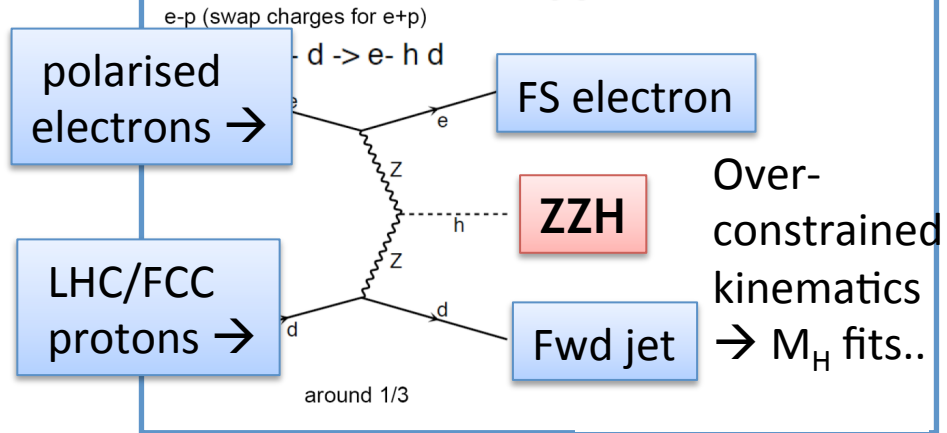 e-p (swap charges for e+p)
- d -> e- h d
polarised
electrons →
e
e
FS electron
Z
h
ZZH
Z
Over-
constrained
kinematics
→ M_H fits..
LHC/FCC
protons →
d
d
Fwd jet
around 1/3